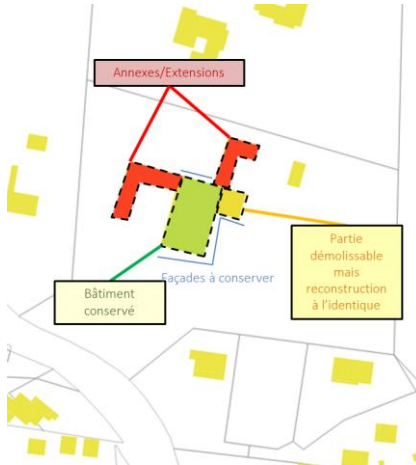 Annexes/Extensions
Partie
démolissable
mais
reconstruction
à l'identique
Façades à conserver
Bâtiment
conservé